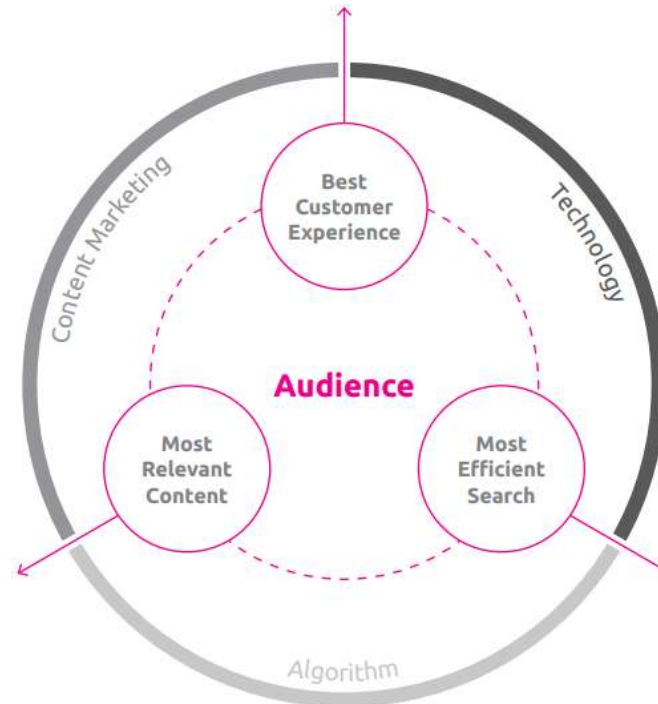 Best
Customer
Experience
Content Marketing
Technology
Audience
Most
Relevant
Content
Most
Efficient
Search
Algorithm